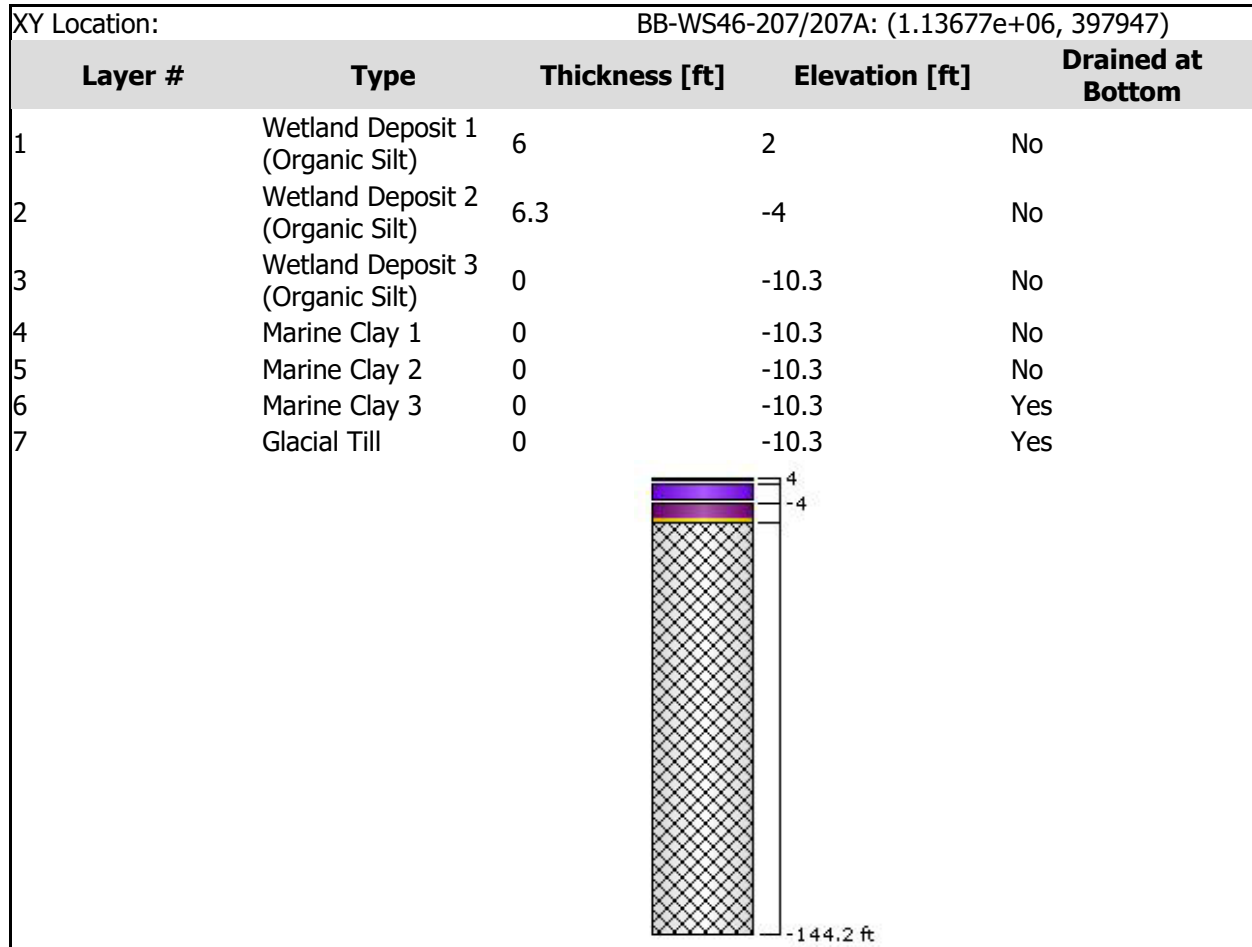 XY Location: BB-WS46-207/207A: (1.13677e+06, 397947)
Layer # Type Thickness [ft] Elevation [ft] Drained at
Bottom
1 Wetland Deposit 1
(Organic Silt) 6 2 No
2 Wetland Deposit 2
(Organic Silt) 6.3 -4 No
3 Wetland Deposit 3
(Organic Silt) 0 -10.3 No
4 Marine Clay 1 0 -10.3 No
5 Marine Clay 2 0 -10.3 No
6 Marine Clay 3 0 -10.3 Yes
7 Glacial Till 0 -10.3 Yes
4
-4
-144.2 ft